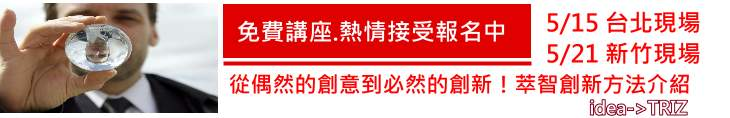 免費講座.熱情接受報名中
5/15 台北現場
5/21 新竹現場
從偶然的創意到必然的創新！萃智創新方法介紹
idea->TRIZ